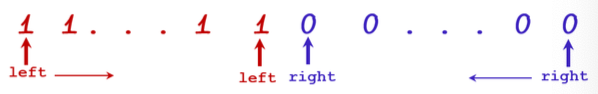 1 1 . . . 1 1 0 0 . . . 0 0
left left right right